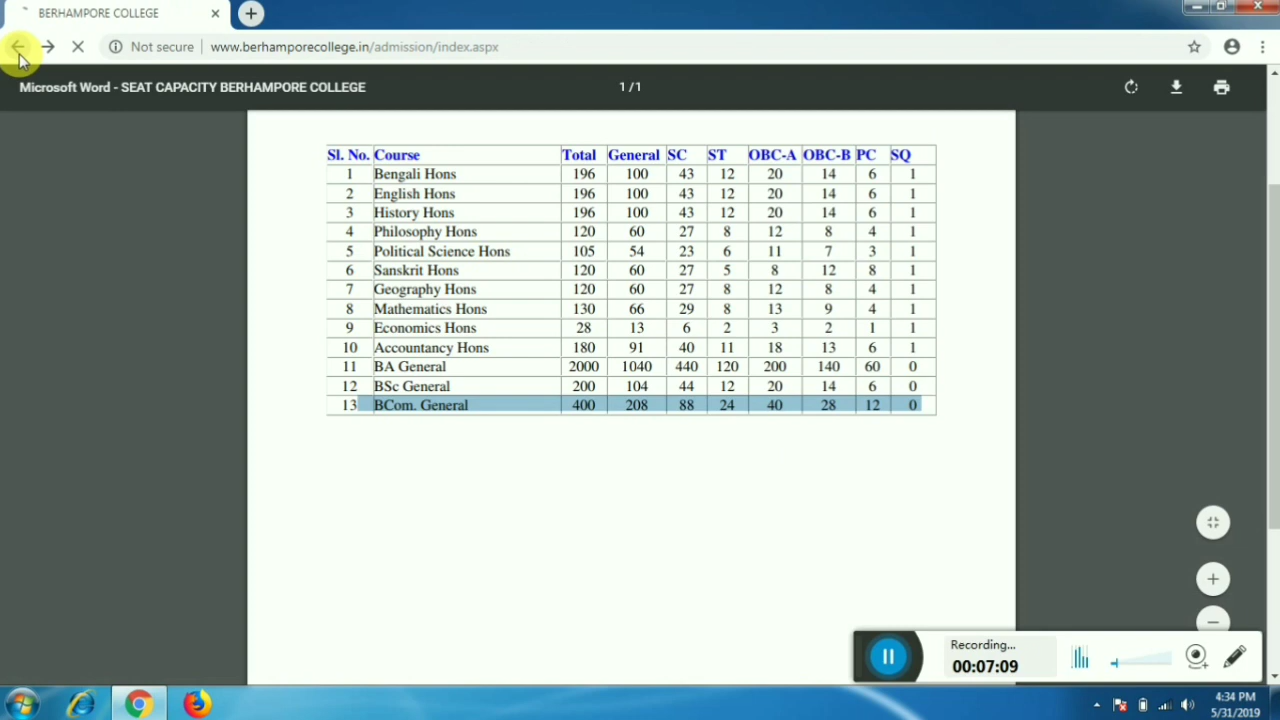 BERHAMPORE COLLEGE
Not secure www.berhamporecollege.in/admission/index.aspx
Microsoft Word - SEAT CAPACITY BERHAMPORE COLLEGE 1 / 1
Sl. No. Course Total General SC ST OBC-A OBC-B PC SQ
1 Bengali Hons 196 100 43 12 20 14 6 1
2 English Hons 196 100 43 12 20 14 6 1
3 History Hons 196 100 43 12 20 14 6 1
4 Philosophy Hons 120 60 27 8 12 8 4 1
5 Political Science Hons 105 54 23 6 11 7 3 1
6 Sanskrit Hons 120 60 27 5 8 12 8 1
7 Geography Hons 120 60 27 8 12 8 4 1
8 Mathematics Hons 130 66 29 8 13 9 4 1
9 Economics Hons 28 13 6 2 3 2 1 1
10 Accountancy Hons 180 91 40 11 18 13 6 1
11 BA General 2000 1040 440 120 200 140 60 0
12 BSc General 200 104 44 12 20 14 6 0
13 BCom. General 400 208 88 24 40 28 12 0
Recording...
00:07:09
4:34 PM
5/31/2019